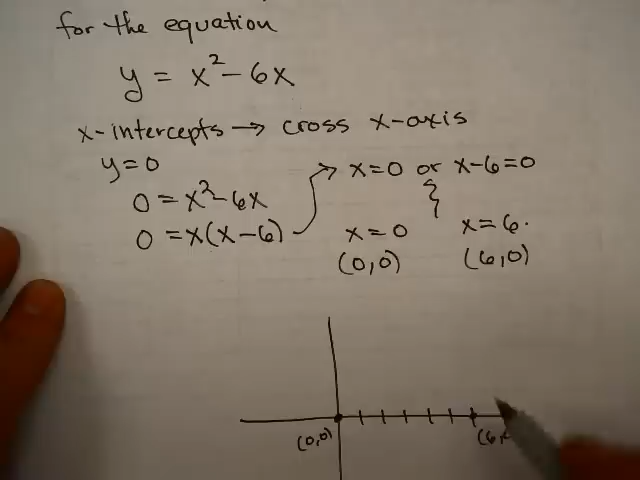 for the equation
y = x² - 6x
x-intercepts → cross x-axis
y = 0
0 = x² - 6x
0 = x(x - 6)
x = 0 or x - 6 = 0
x = 0 x = 6.
(0,0) (6,0)
(0,0) (6,